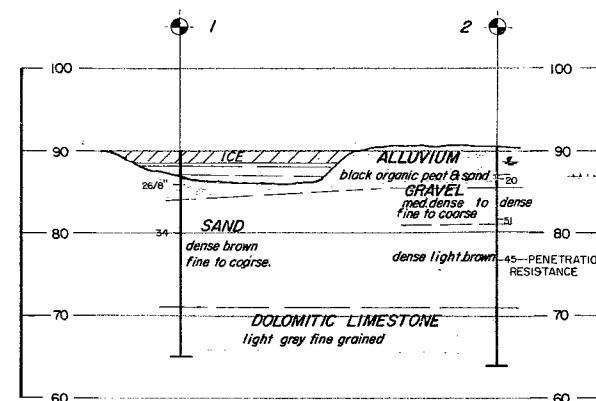 1
2
100
100
90
ICE
ALLUVIUM
90
black organic peat & sand
20
26/8"
GRAVEL
med. dense to dense
fine to coarse
51
SAND
80
34
80
dense brown
fine to coarse.
dense light brown
45--PENETRATIO
RESISTANCE
70
70
DOLOMITIC LIMESTONE
light grey fine grained
60
60